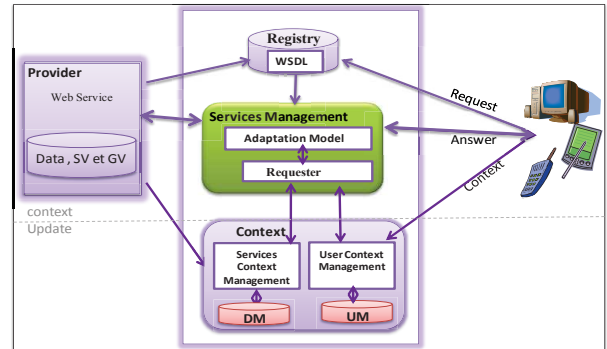 Registry
WSDL
Provider
Web Service
Data , SV et GV
Services Management
Adaptation Model
Requester
Request
Answer
Context
context
Update
Context
Services
Context
Management
User Context
Management
DM
UM